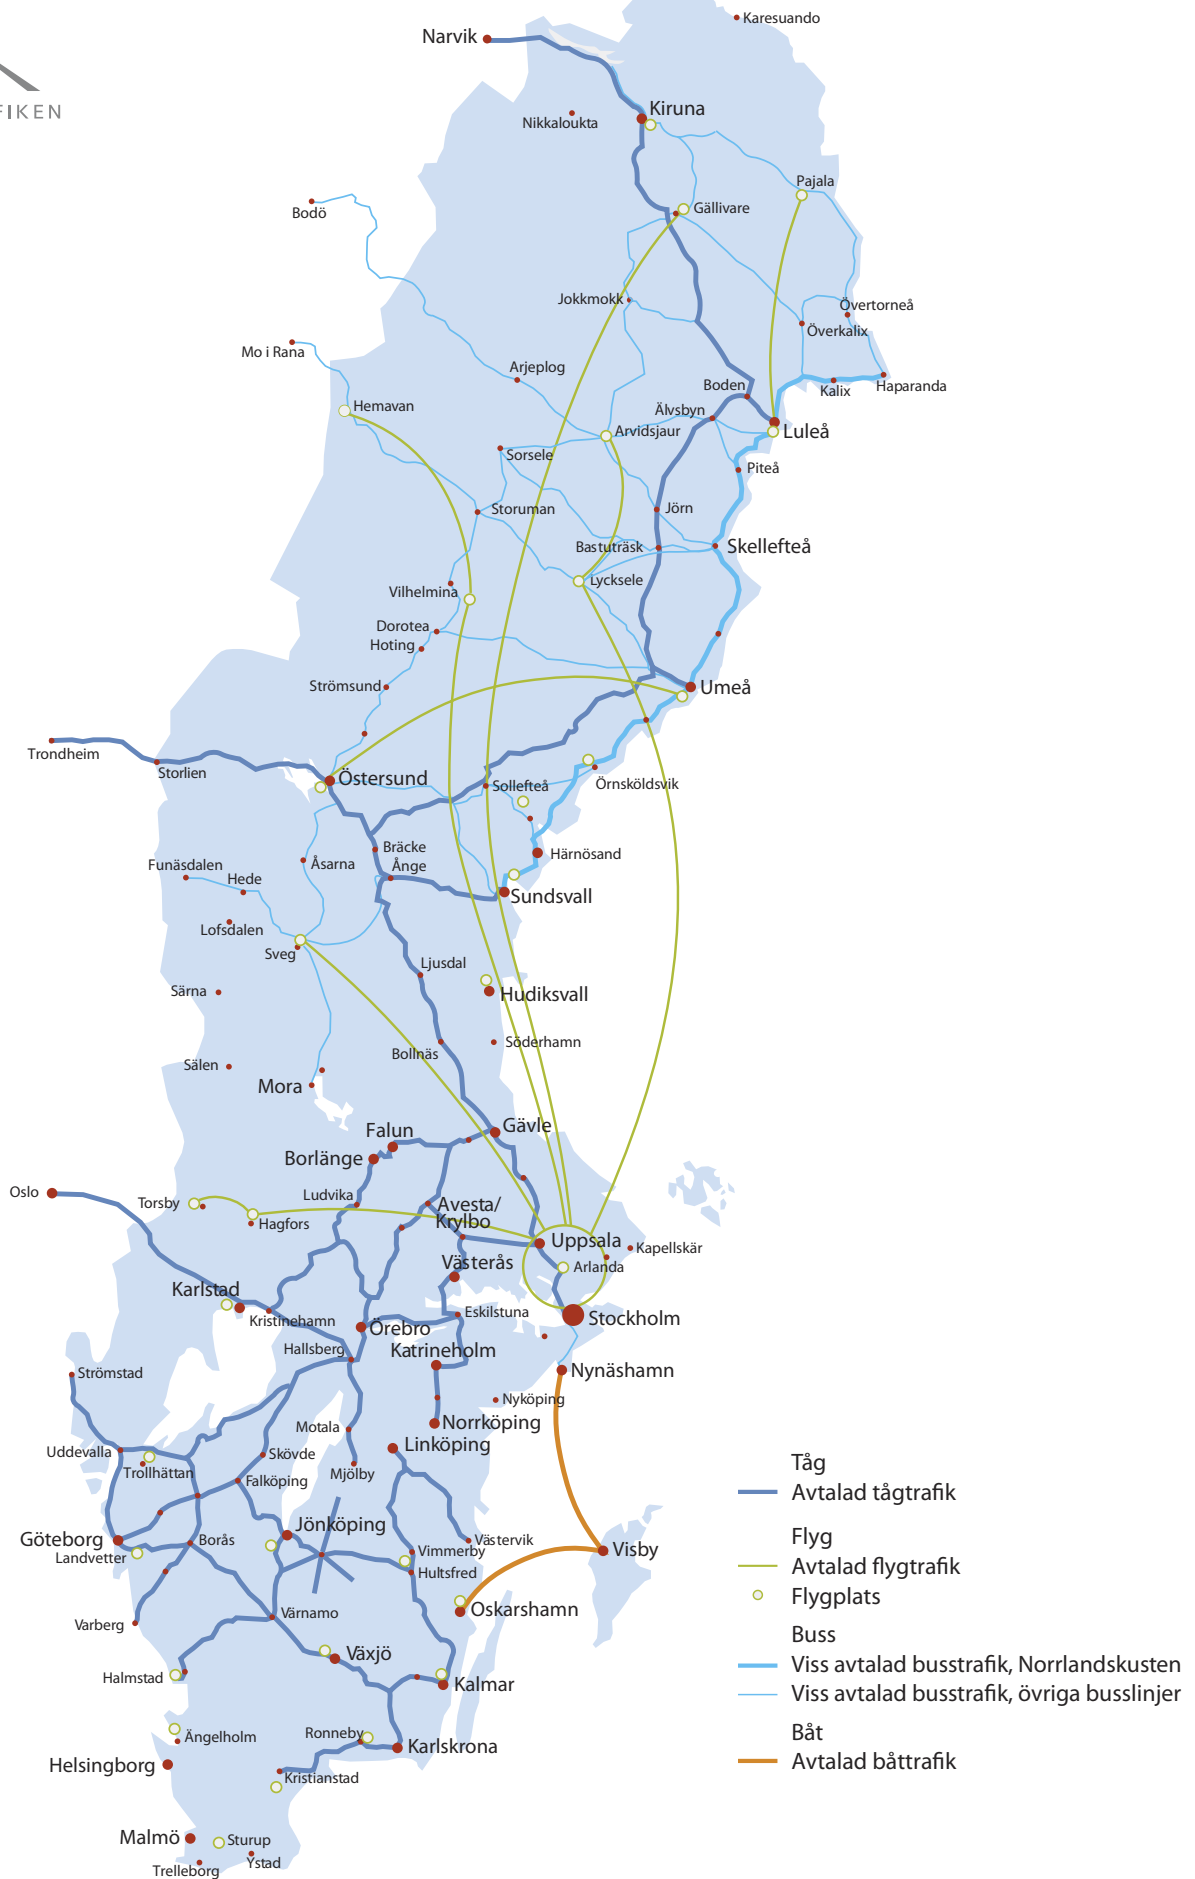 Karesuando
Narvik
FIKEN
Kiruna
Nikkaloukta
Pajala
Bodö
Gällivare
Jokkmokk
Övertorneå
Överkalix
Mo i Rana
Arjeplog
Boden
Kalix
Haparanda
Hemavan
Älvsbyn
Arvidsjaur
Luleå
Sorsele
Piteå
Storuman
Jörn
Bastuträsk
Skellefteå
Lycksele
Vilhelmina
Dorotea
Hoting
Strömsund
Umeå
Trondheim
Storlien
Östersund
Sollefteå
Örnsköldsvik
Bräcke
Härnösand
Funäsdalen
Åsarna
Ånge
Hede
Sundsvall
Lofsdalen
Sveg
Ljusdal
Särna
Hudiksvall
Söderhamn
Bollnäs
Sälen
Mora
Gävle
Falun
Borlänge
Oslo
Ludvika
Torsby
Avesta/
Krylbo
Hagfors
Uppsala
Kapellskär
Västerås
Arlanda
Karlstad
Eskilstuna
Stockholm
Kristinehamn
Örebro
Hallsberg
Katrineholm
Strömstad
Nynäshamn
Nyköping
Motala
Norrköping
Uddevalla
Linköping
Skövde
Trollhättan
Mjölby
Falköping
Jönköping
Göteborg
Borås
Västervik
Landvetter
Vimmerby
Visby
Hultsfred
Värnamo
Oskarshamn
Varberg
Växjö
Halmstad
Kalmar
Ängelholm
Ronneby
Karlskrona
Helsingborg
Kristianstad
Malmö
Sturup
Ystad
Trelleborg
Tåg
Avtalad tågtrafik
Flyg
Avtalad flygtrafik
Flygplats
Buss
Viss avtalad busstrafik, Norrlandskusten
Viss avtalad busstrafik, övriga busslinjer
Båt
Avtalad båttrafik